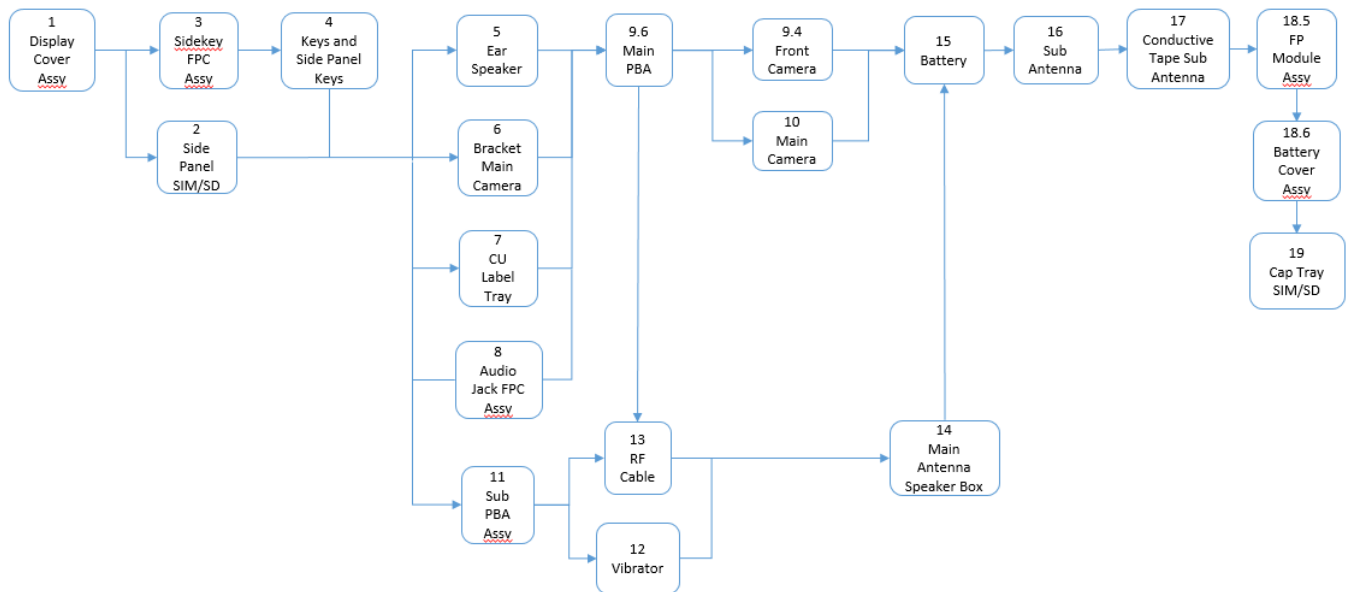 1
Display
Cover
Assy
3
Sidekey
FPC
Assy
4
Keys and
Side Panel
Keys
2
Side
Panel
SIM/SD
5
Ear
Speaker
6
Bracket
Main
Camera
7
CU
Label
Tray
8
Audio
Jack FPC
Assy
11
Sub
PBA
Assy
9.6
Main
PBA
13
RF
Cable
12
Vibrator
9.4
Front
Camera
10
Main
Camera
14
Main
Antenna
Speaker Box
15
Battery
16
Sub
Antenna
17
Conductive
Tape Sub
Antenna
18.5
FP
Module
Assy
18.6
Battery
Cover
Assy
19
Cap Tray
SIM/SD